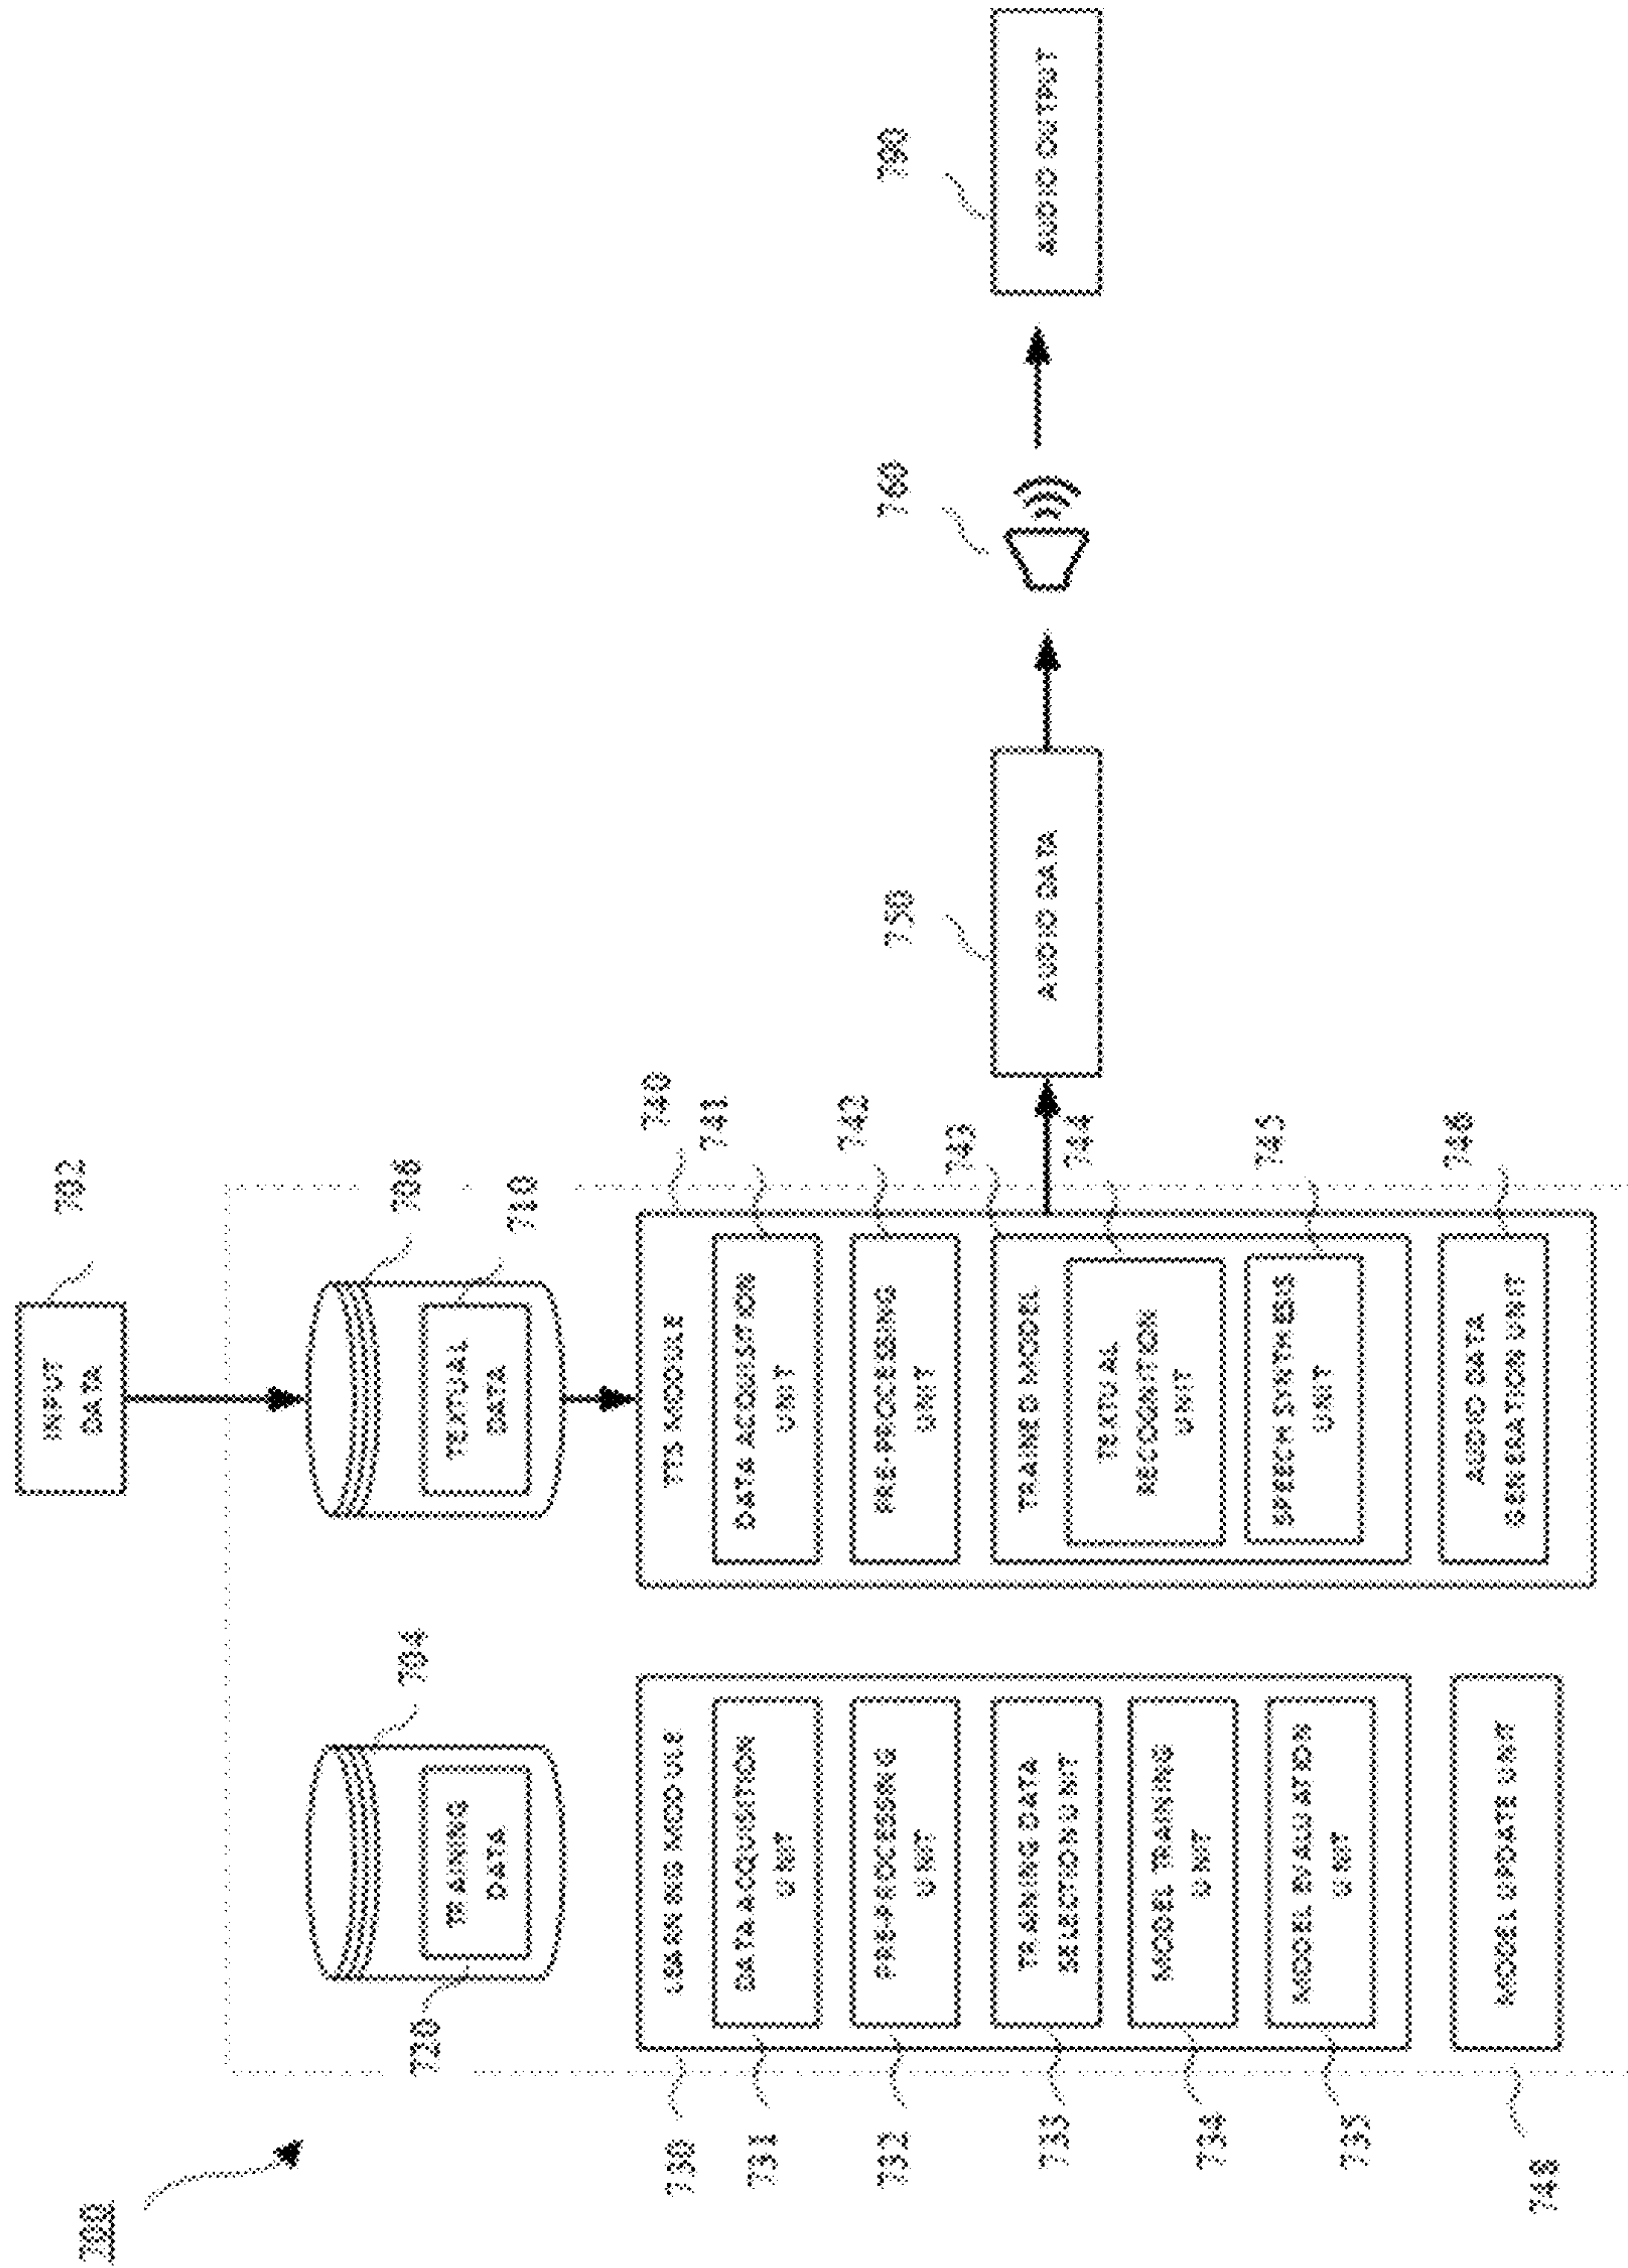 700
702
INPUT
DATA
704
706
TRAINING
DATA
720
TEXTUAL
DATA
710
LEARNING MODULE
730
DATA ACQUISITION
UNIT
731
PRE-PROCESSING
UNIT
732
TRAINING DATA
SELECTION UNIT
733
MODEL TRAINING
UNIT
734
MODEL EVALUATION
UNIT
735
MODEL UPDATE UNIT
748
TTS MODULE
740
DATA ACQUISITION
UNIT
741
PRE-PROCESSING
UNIT
742
TRAINED MODEL
743
TEXTUAL
RECOGNITION
UNIT
744
SPEECH SYNTHESIS
UNIT
745
AUDIO DATA
GENERATION UNIT
746
AUDIO DATA
750
760
AUDIO OUTPUT
790